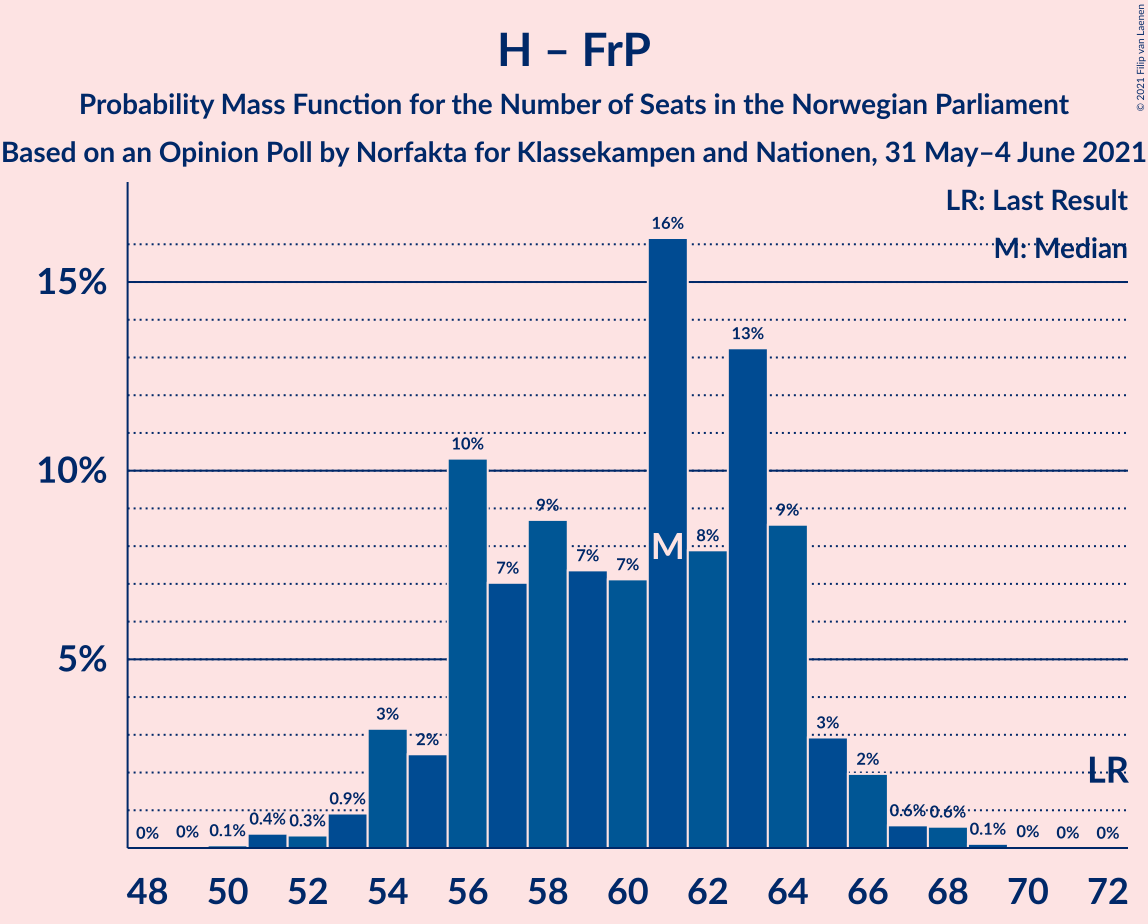 H – FrP
Probability Mass Function for the Number of Seats in the Norwegian Parliament
Based on an Opinion Poll by Norfakta for Klassekampen and Nationen, 31 May–4 June 2021
© 2021 Filip van Laenen
LR: Last Result
M: Median
15%
10%
5%
0% 0% 0.1% 0.4% 0.3% 0.9% 3% 2% 10% 7% 9% 7% 7% 16% 8% 13% 9% 3% 2% 0.6% 0.6% 0.1% 0% 0% 0%
M
LR
48 50 52 54 56 58 60 62 64 66 68 70 72